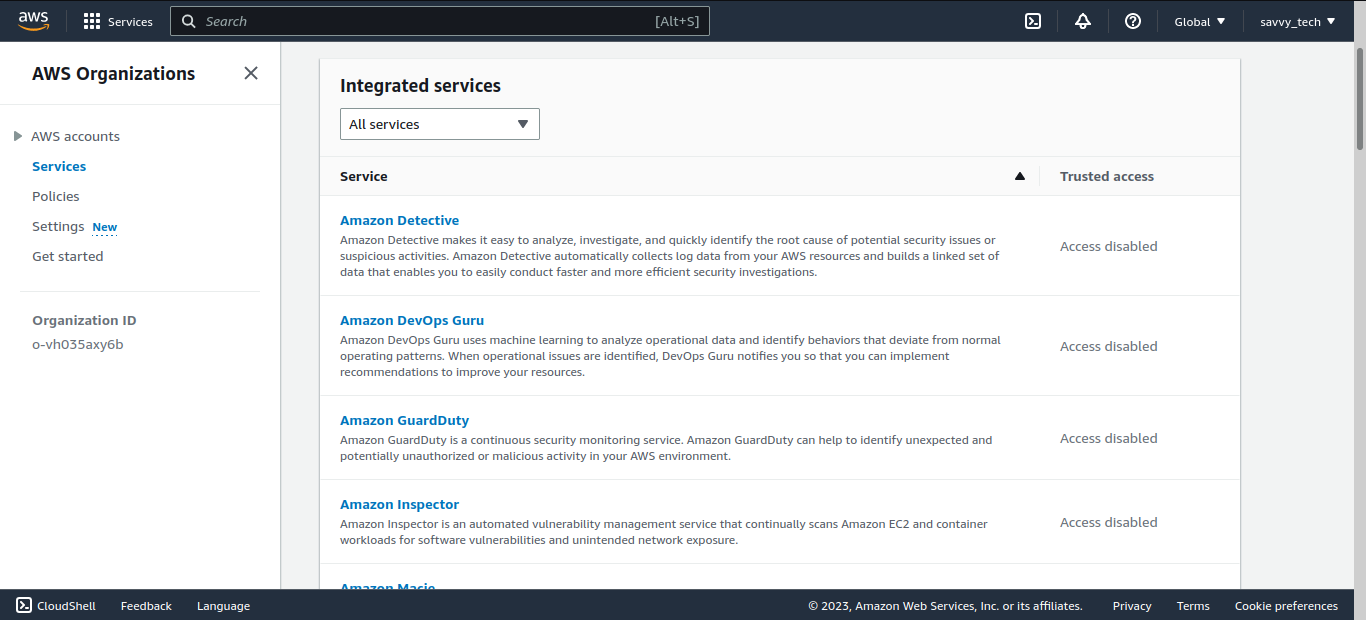 aws
Services
Search
[Alt+S]
Global
savvy_tech
AWS Organizations
AWS accounts
Services
Policies
Settings New
Get started
Organization ID
o-vh035axy6b
Integrated services
All services
Service
Trusted access
Amazon Detective
Amazon Detective makes it easy to analyze, investigate, and quickly identify the root cause of potential security issues or
suspicious activities. Amazon Detective automatically collects log data from your AWS resources and builds a linked set of
data that enables you to easily conduct faster and more efficient security investigations.
Access disabled
Amazon DevOps Guru
Amazon DevOps Guru uses machine learning to analyze operational data and identify behaviors that deviate from normal
operating patterns. When operational issues are identified, DevOps Guru notifies you so that you can implement
recommendations to improve your resources.
Access disabled
Amazon GuardDuty
Amazon GuardDuty is a continuous security monitoring service. Amazon GuardDuty can help to identify unexpected and
potentially unauthorized or malicious activity in your AWS environment.
Access disabled
Amazon Inspector
Amazon Inspector is an automated vulnerability management service that continually scans Amazon EC2 and container
workloads for software vulnerabilities and unintended network exposure.
Access disabled
Amazon Macie
CloudShell
Feedback
Language
© 2023, Amazon Web Services, Inc. or its affiliates.
Privacy
Terms
Cookie preferences